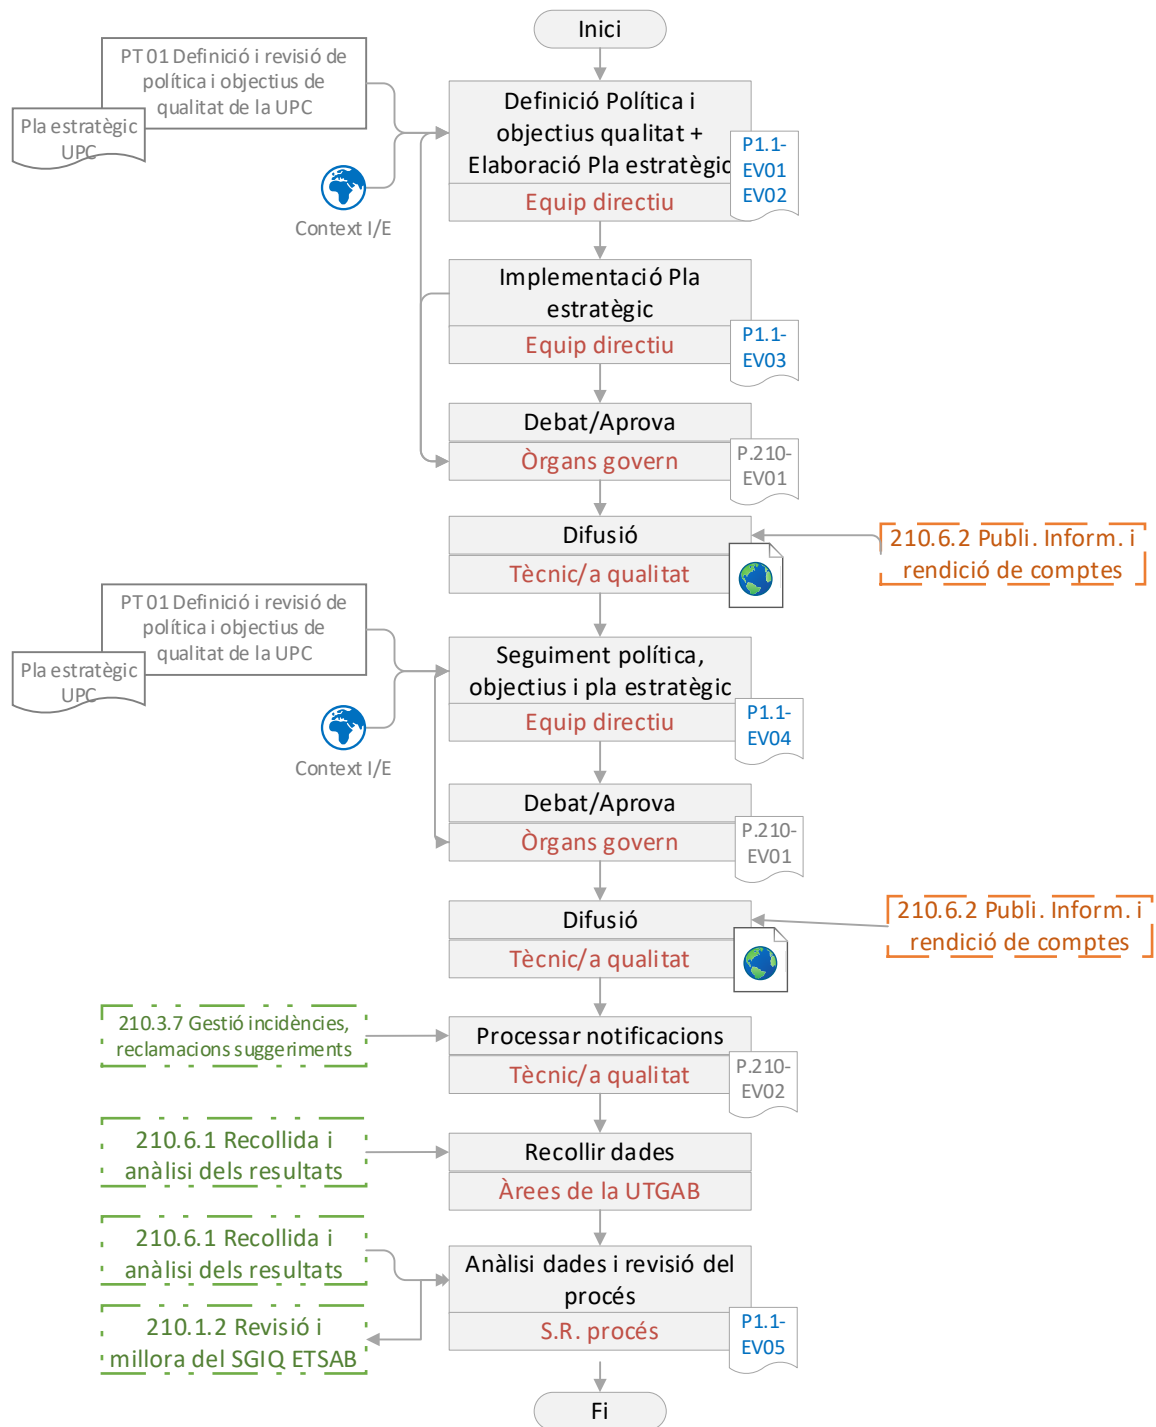 Inici
PT 01 Definició i revisió de
política i objectius de
qualitat de la UPC
Pla estratègic
UPC
Context I/E
Definició Política i
objectius qualitat +
Elaboració Pla estratègic
Equip directiu
P1.1-
EV01
EV02
Implementació Pla
estratègic
Equip directiu
P1.1-
EV03
Debat/Aprova
Òrgans govern
P.210-
EV01
Difusió
Tècnic/a qualitat
210.6.2 Publi. Inform. i
rendició de comptes
PT 01 Definició i revisió de
política i objectius de
qualitat de la UPC
Pla estratègic
UPC
Context I/E
Seguiment política,
objectius i pla estratègic
Equip directiu
P1.1-
EV04
Debat/Aprova
Òrgans govern
P.210-
EV01
Difusió
Tècnic/a qualitat
210.6.2 Publi. Inform. i
rendició de comptes
210.3.7 Gestió incidències,
reclamacions suggeriments
Processar notificacions
Tècnic/a qualitat
P.210-
EV02
210.6.1 Recollida i
anàlisi dels resultats
Recollir dades
Àrees de la UTGAB
210.6.1 Recollida i
anàlisi dels resultats
Anàlisi dades i revisió del
procés
S.R. procés
P1.1-
EV05
210.1.2 Revisió i
millora del SGIQ ETSAB
Fi